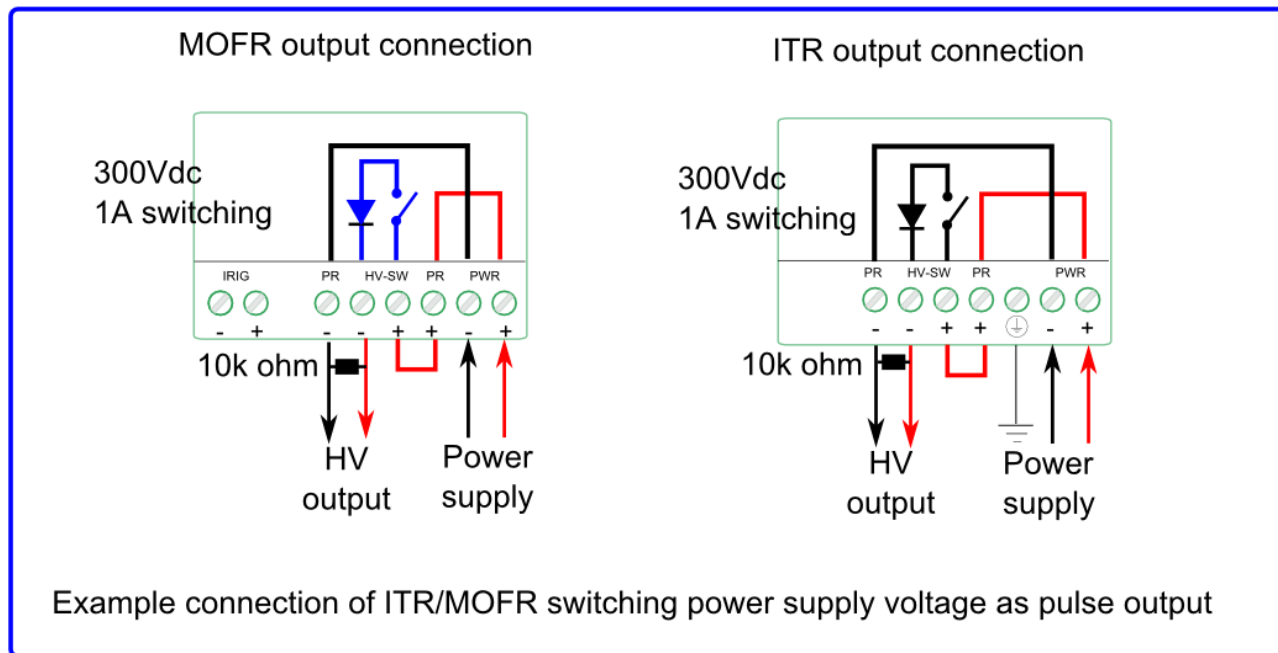 MOFR output connection
ITR output connection
300Vdc
1A switching
IRIG PR HV-SW PR PWR
- + - - + + - +
10k ohm
HV
output
Power
supply
300Vdc
1A switching
PR HV-SW PR PWR
- - + + - +
10k ohm
HV
output
Power
supply
Example connection of ITR/MOFR switching power supply voltage as pulse output